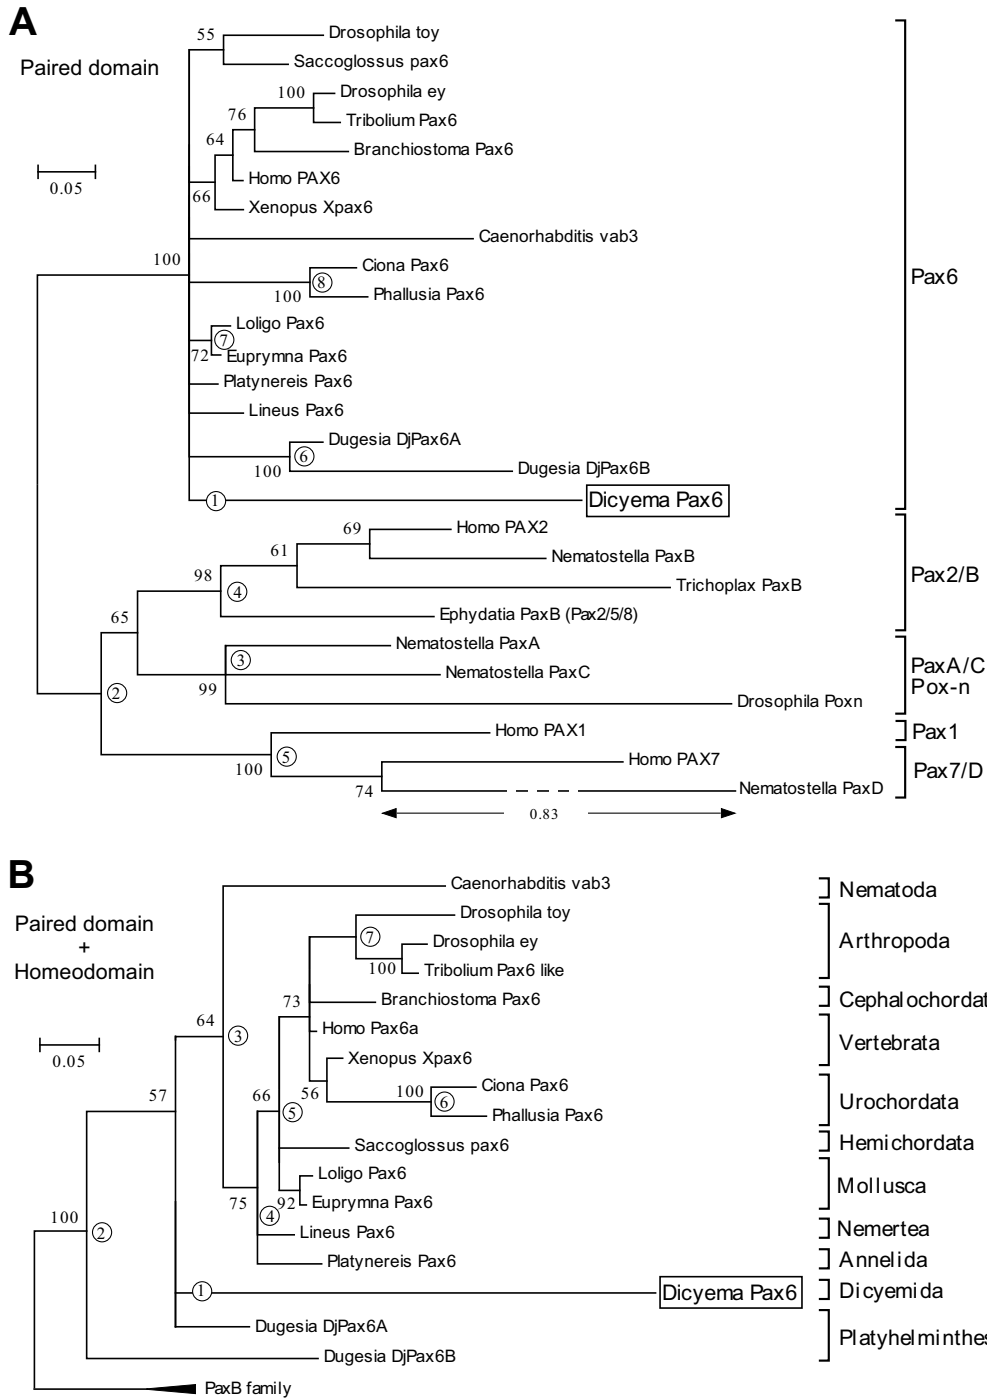 A
Paired domain
0.05
55
Drosophila toy
Saccoglossus pax6
100
Drosophila ey
76
Tribolium Pax6
64
Branchiostoma Pax6
Homo PAX6
66
Xenopus Xpax6
Caenorhabditis vab3
100
Ciona Pax6
8
100
Phallusia Pax6
Loligo Pax6
7
72
Euprymna Pax6
Platynereis Pax6
Lineus Pax6
Dugesia DjPax6A
6
100
Dugesia DjPax6B
1
Dicyema Pax6
Pax6
69
Homo PAX2
61
Nematostella PaxB
98
Trichoplax PaxB
4
Ephydatia PaxB (Pax2/5/8)
Pax2/B
65
Nematostella PaxA
3
Nematostella PaxC
99
Drosophila Poxn
PaxA/C
Pox-n
2
Homo PAX1
Pax1
5
100
Homo PAX7
74
Nematostella PaxD
Pax7/D
0.83
B
Paired domain
+
Homeodomain
0.05
Caenorhabditis vab3
Nematoda
Drosophila toy
7
Drosophila ey
100
Tribolium Pax6 like
Arthropoda
73
Branchiostoma Pax6
Cephalochordat
64
3
Homo Pax6a
Xenopus Xpax6
Vertebrata
56
100
Ciona Pax6
6
Phallusia Pax6
Urochordata
57
66
5
Saccoglossus pax6
Hemichordata
Loligo Pax6
92
Euprymna Pax6
Mollusca
75
4
Lineus Pax6
Nemertea
Platynereis Pax6
Annelida
100
2
1
Dicyema Pax6
Dicyemida
Dugesia DjPax6A
Dugesia DjPax6B
Platyhelminthes
PaxB family